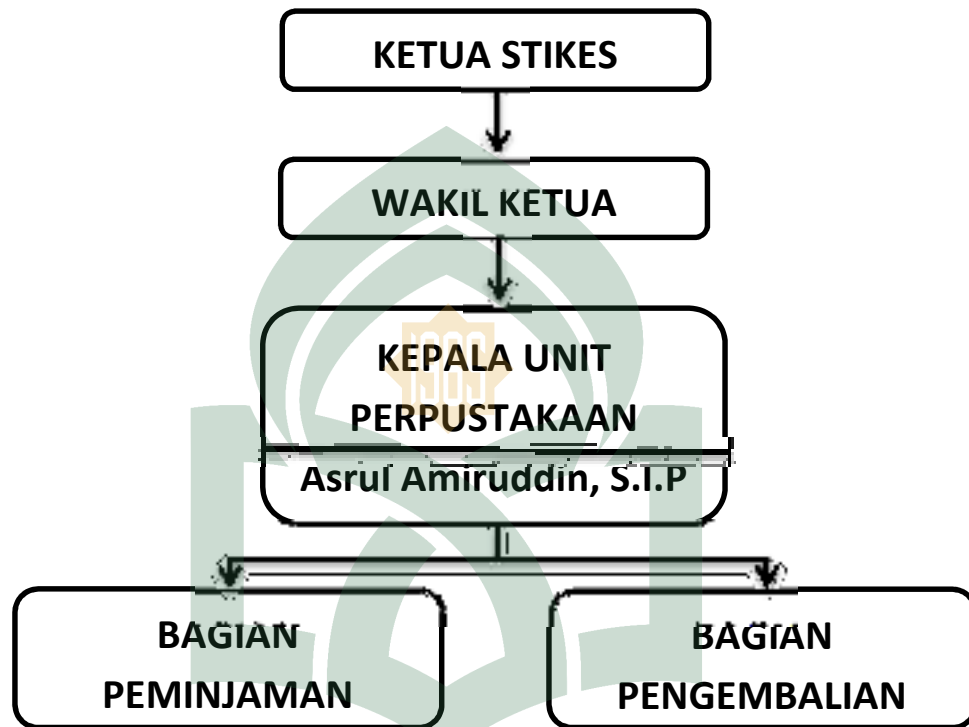 KETUA STIKES
WAKIL KETUA
KEPALA UNIT
PERPUSTAKAAN
Asrul Amiruddin, S.I.P
BAGIAN
PEMINJAMAN
BAGIAN
PENGEMBALIAN